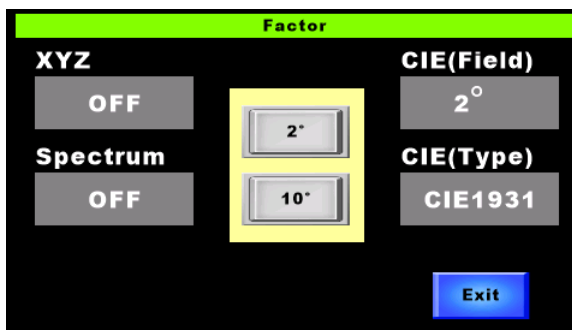 Factor
XYZ
OFF
Spectrum
OFF
2°
10°
CIE(Field)
2°
CIE(Type)
CIE1931
Exit